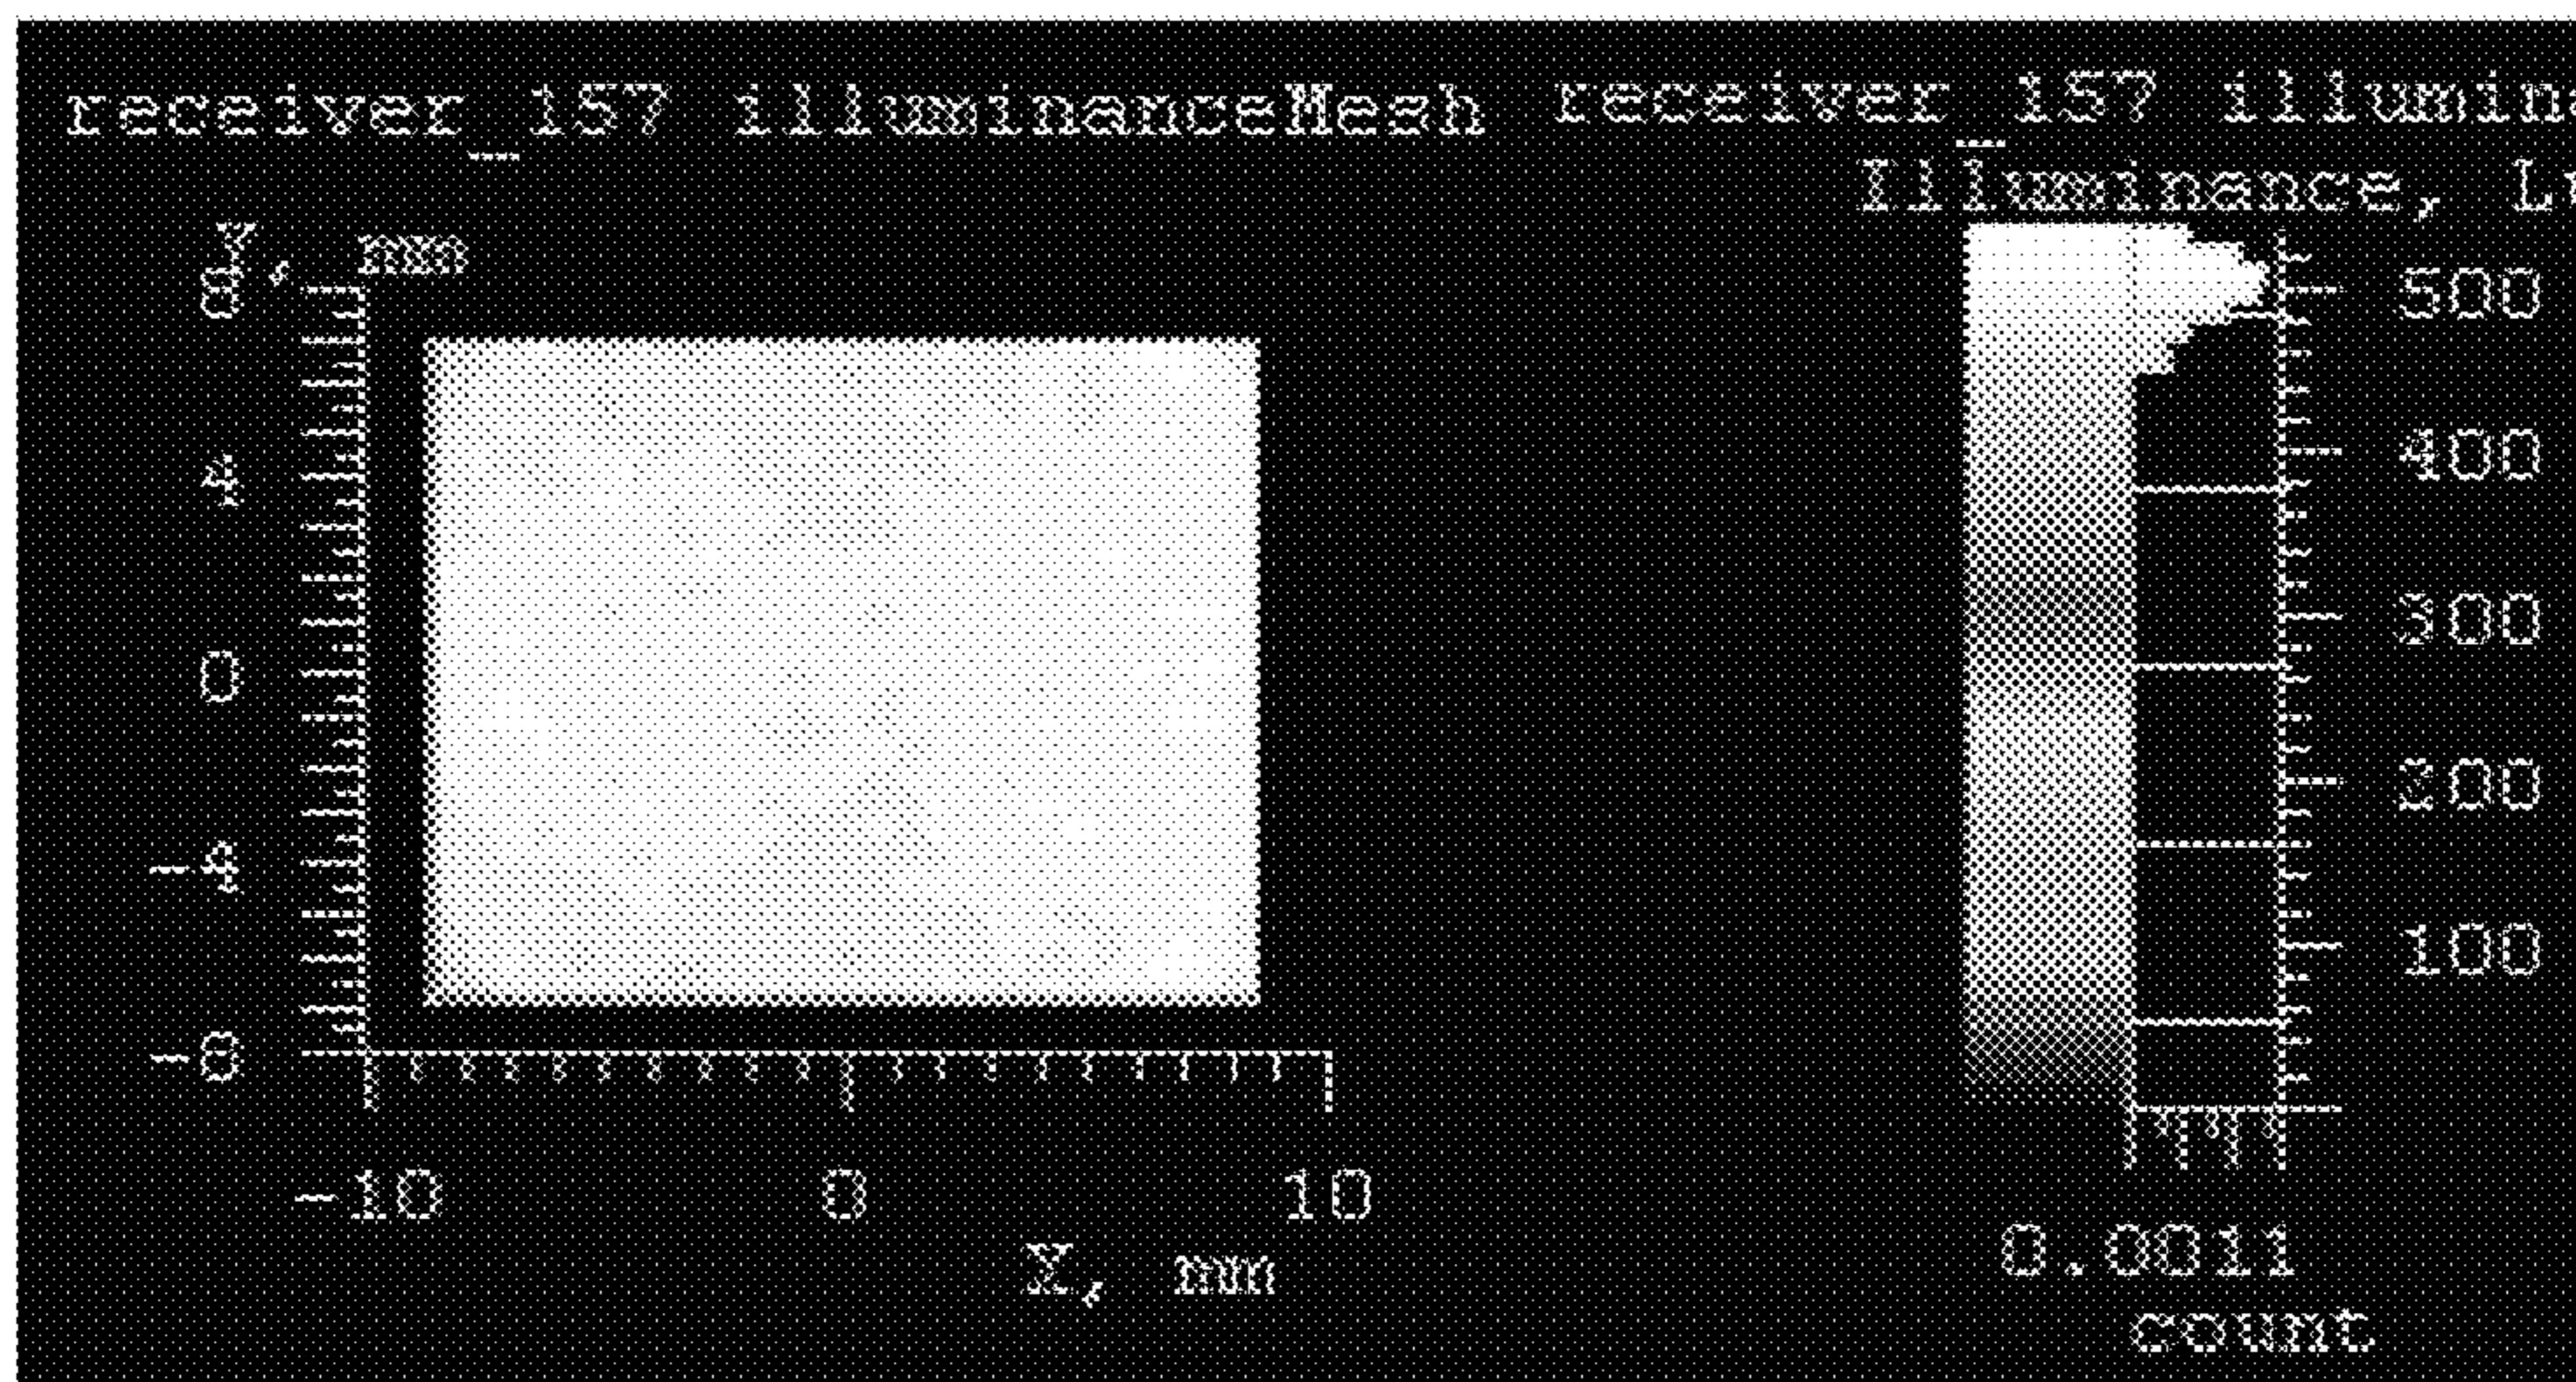 receiver_157 illuminanceMesh
Y, mm
8
4
0
-4
-8
-10 0 10
X, mm
receiver_157 illumin
Illuminance, L
500
400
300
200
100
0.0011
count